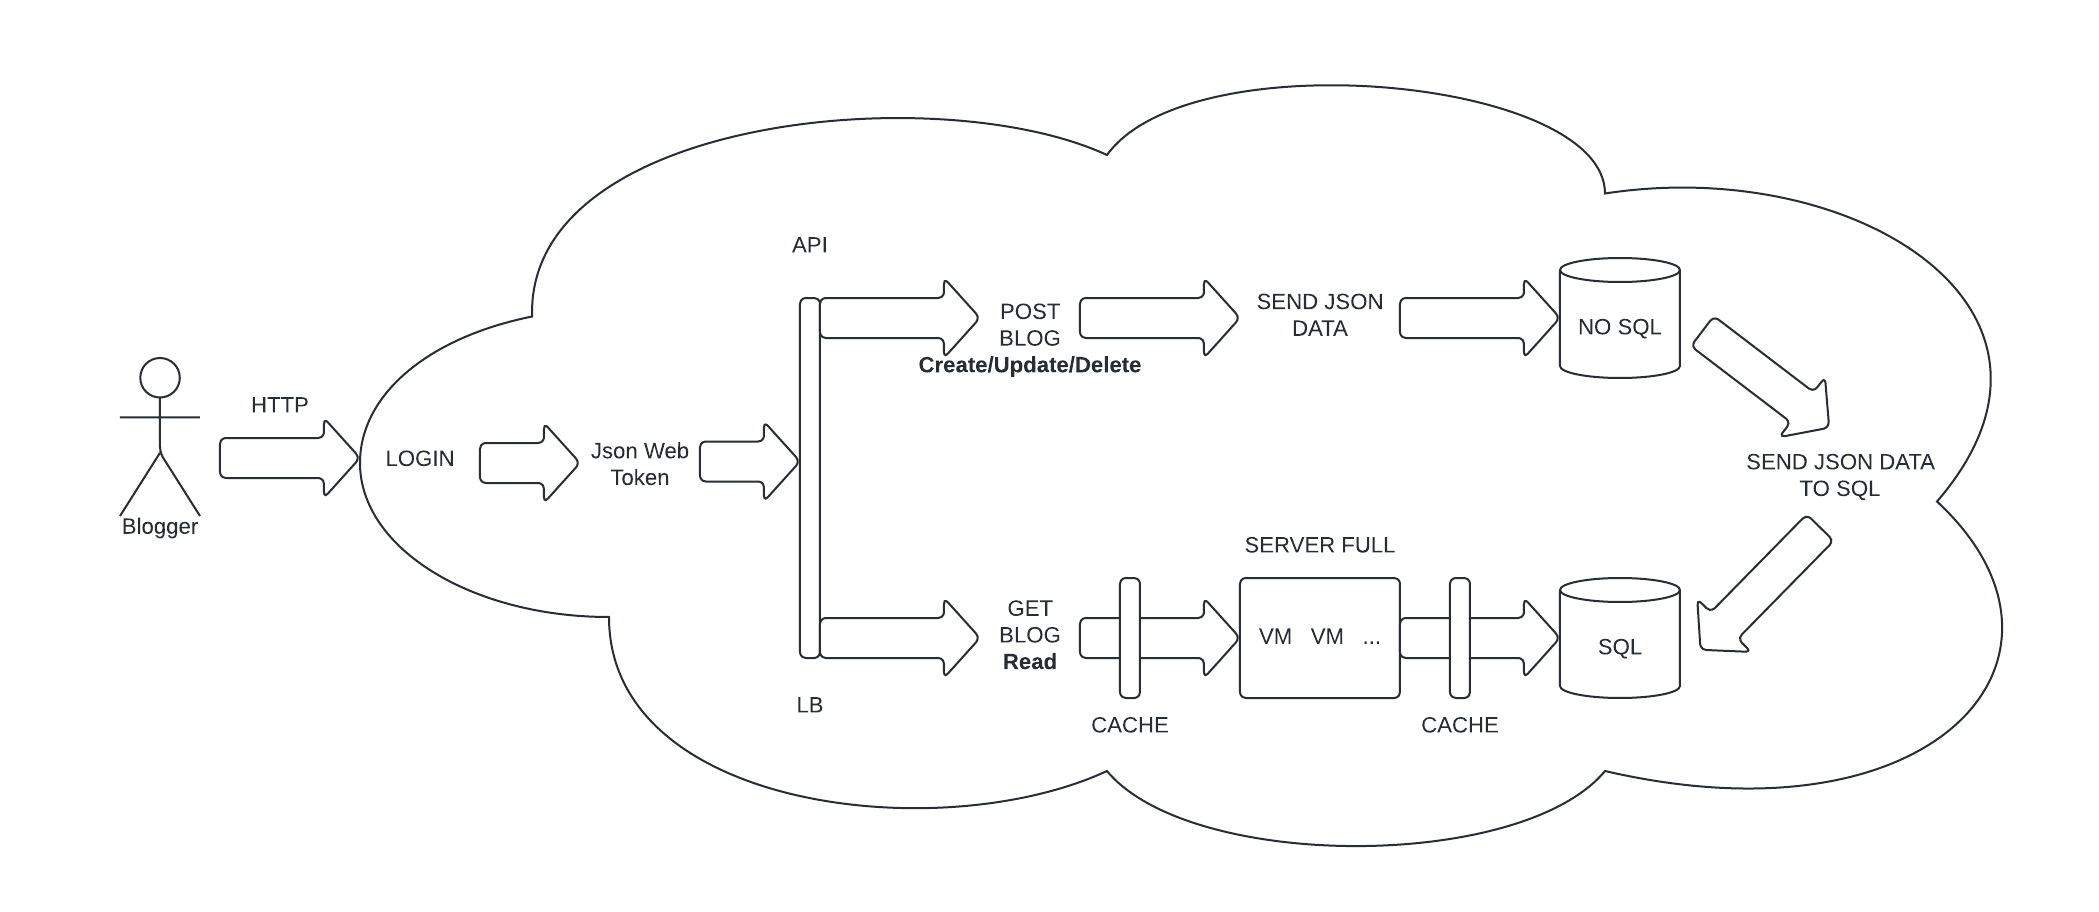 API
POST
BLOG
Create/Update/Delete
SEND JSON
DATA
NO SQL
HTTP
Blogger
LOGIN
Json Web
Token
SEND JSON DATA
TO SQL
SERVER FULL
GET
BLOG
Read
VM VM ...
SQL
LB
CACHE
CACHE